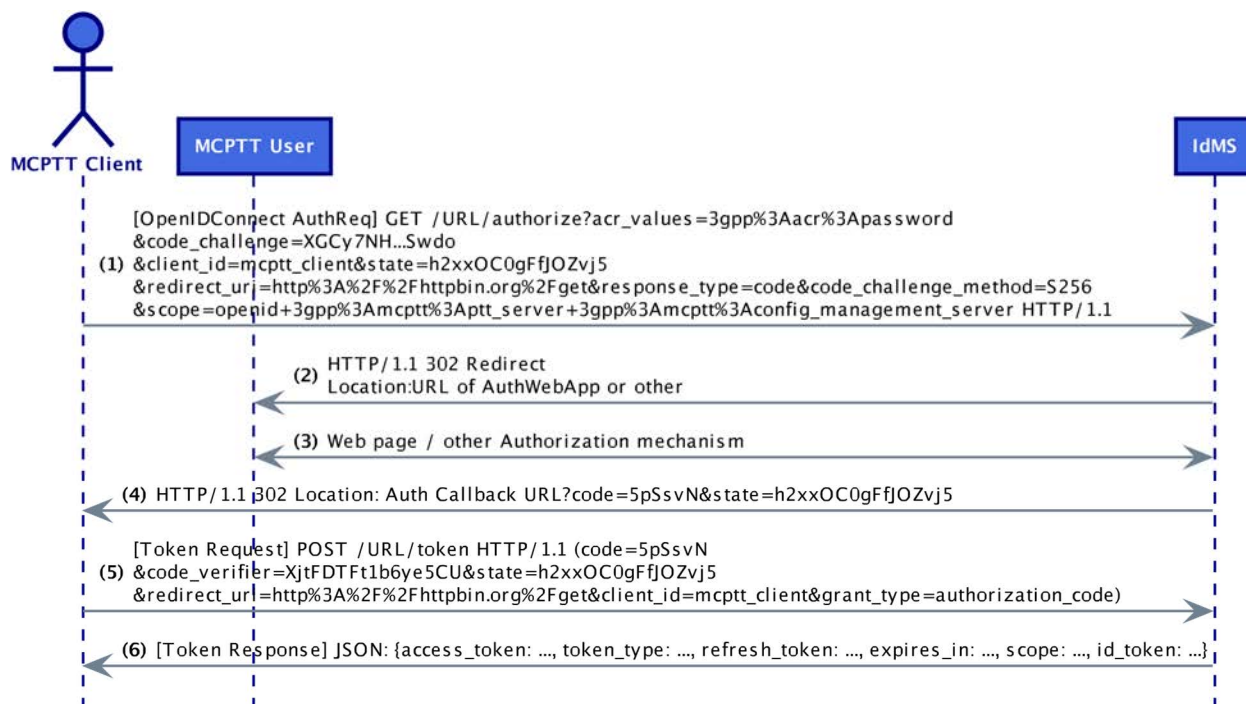 MCPTT Client
MCPTT User
IdMS
[OpenIDConnect AuthReq] GET /URL/authorize?acr_values=3gpp%3Aacr%3Apassword
&code_challenge=XGCy7NH...Swdo
(1) &client_id=mcptt_client&state=h2xxOC0gFfJOZvj5
&redirect_uri=http%3A%2F%2Fhttpbin.org%2Fget&response_type=code&code_challenge_method=S256
&scope=openid+3gpp%3Amcptt%3Aptt_server+3gpp%3Amcptt%3Aconfig_management_server HTTP/1.1
HTTP/1.1 302 Redirect
(2) Location:URL of AuthWebApp or other
(3) Web page / other Authorization mechanism
(4) HTTP/1.1 302 Location: Auth Callback URL?code=5pSsvN&state=h2xxOC0gFfJOZvj5
[Token Request] POST /URL/token HTTP/1.1 (code=5pSsvN
(5) &code_verifier=XjtFDTFt1b6ye5CU&state=h2xxOC0gFfJOZvj5
&redirect_url=http%3A%2F%2Fhttpbin.org%2Fget&client_id=mcptt_client&grant_type=authorization_code)
(6) [Token Response] JSON: {access_token: ..., token_type: ..., refresh_token: ..., expires_in: ..., scope: ..., id_token: ...}